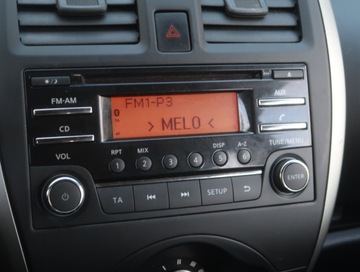 FM1-P3
> MELO <
FM·AM
AUX
CD
VOL
RPT MIX DISP A-Z
TUNE/MENU
1 2 3 4 5 6
ENTER
TA SETUP